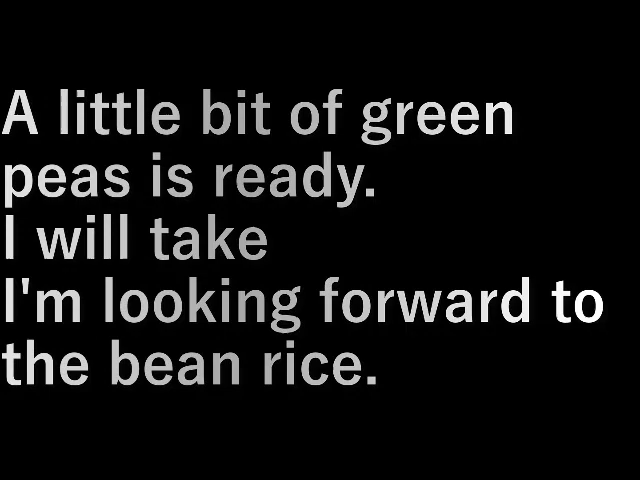 A little bit of green
peas is ready.
I will take
I'm looking forward to
the bean rice.